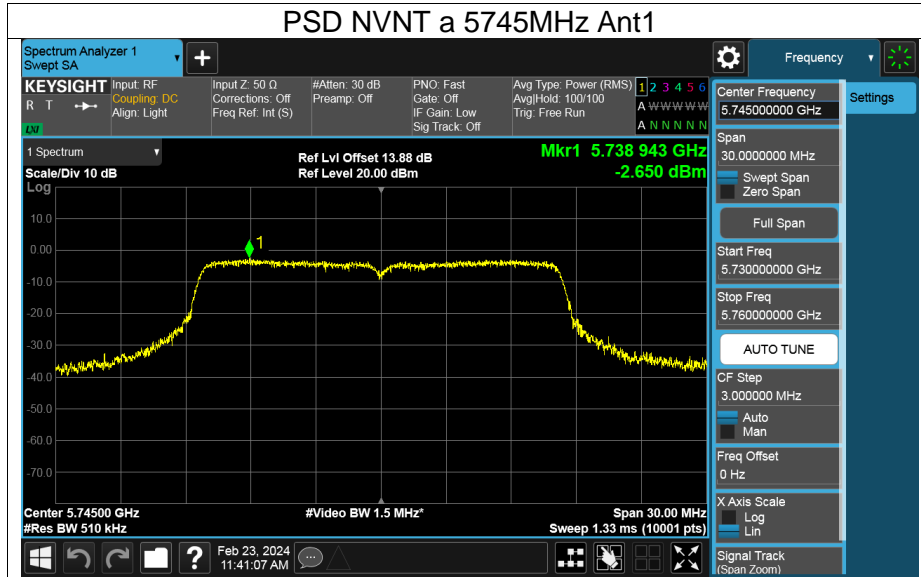 PSD NVNT a 5745MHz Ant1
Spectrum Analyzer 1
Swept SA
Frequency
KEYSIGHT
R T
LXI
Input: RF
Coupling: DC
Align: Light
Input Z: 50 Ω
Corrections: Off
Freq Ref: Int (S)
#Atten: 30 dB
Preamp: Off
PNO: Fast
Gate: Off
IF Gain: Low
Sig Track: Off
Avg Type: Power (RMS)
Avg|Hold: 100/100
Trig: Free Run
1 2 3 4 5 6
A W W W W W
A N N N N N
Center Frequency
5.745000000 GHz
Settings
Span
30.0000000 MHz
Swept Span
Zero Span
Full Span
Start Freq
5.730000000 GHz
Stop Freq
5.760000000 GHz
AUTO TUNE
CF Step
3.000000 MHz
Auto
Man
Freq Offset
0 Hz
X Axis Scale
Log
Lin
Signal Track
(Span Zoom)
1 Spectrum
Scale/Div 10 dB
Ref Lvl Offset 13.88 dB
Ref Level 20.00 dBm
Mkr1 5.738 943 GHz
-2.650 dBm
Log
10.0
0.00
-10.0
-20.0
-30.0
-40.0
-50.0
-60.0
-70.0
1
Center 5.74500 GHz
#Res BW 510 kHz
#Video BW 1.5 MHz*
Span 30.00 MHz
Sweep 1.33 ms (10001 pts)
?
Feb 23, 2024
11:41:07 AM